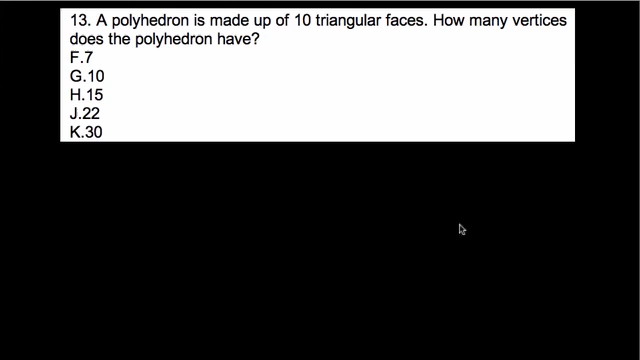 13. A polyhedron is made up of 10 triangular faces. How many vertices
does the polyhedron have?
F.7
G.10
H.15
J.22
K.30